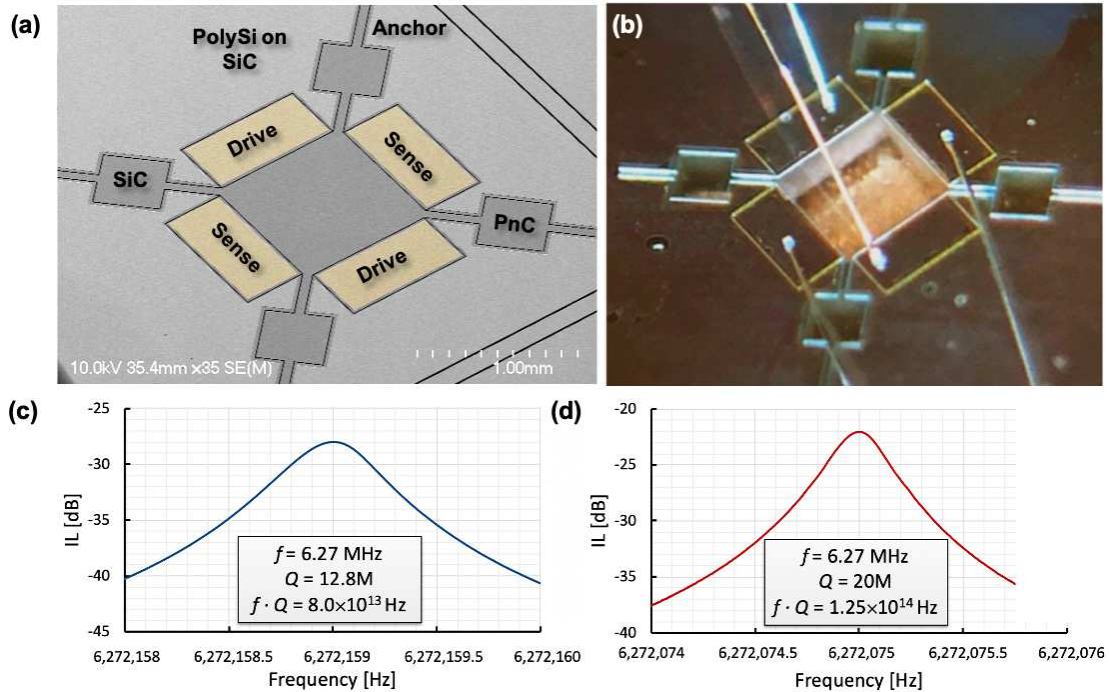 (a)
PolySi on
SiC
Anchor
Drive
Sense
SiC
PnC
Sense
Drive
10.0kV 35.4mm x35 SE(M)
1.00mm
(b)
(c)
-25
-30
-35
-40
-45
IL [dB]
f = 6.27 MHz
Q = 12.8M
f · Q = 8.0×10¹³ Hz
6,272,158
6,272,158.5
6,272,159
6,272,159.5
6,272,160
Frequency [Hz]
(d)
-20
-25
-30
-35
-40
IL [dB]
f = 6.27 MHz
Q = 20M
f · Q = 1.25×10¹⁴ Hz
6,272,074
6,272,074.5
6,272,075
6,272,075.5
6,272,076
Frequency [Hz]